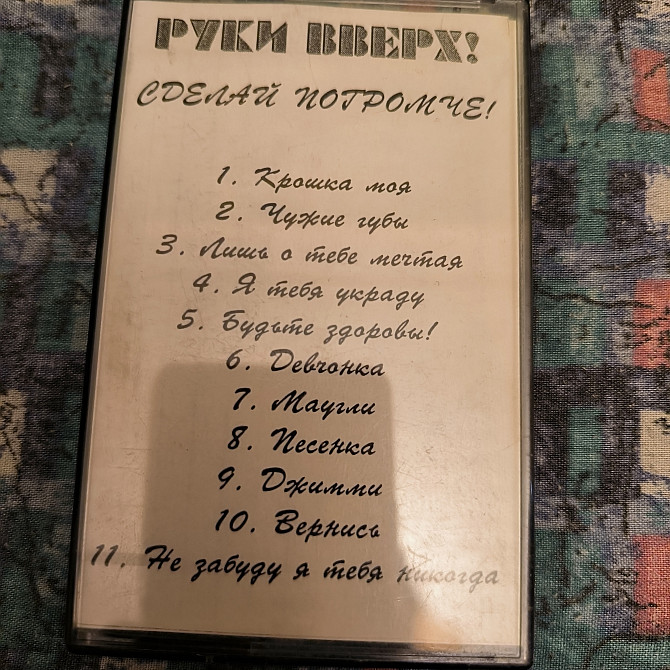 РУКИ ВВЕРХ!
СДЕЛАЙ ПОГРОМЧЕ!
1. Крошка моя
2. Чужие губы
3. Лишь о тебе мечтая
4. Я тебя украду
5. Будьте здоровы!
6. Девчонка
7. Маугли
8. Песенка
9. Джимми
10. Вернись
11. Не забуду я тебя никогда